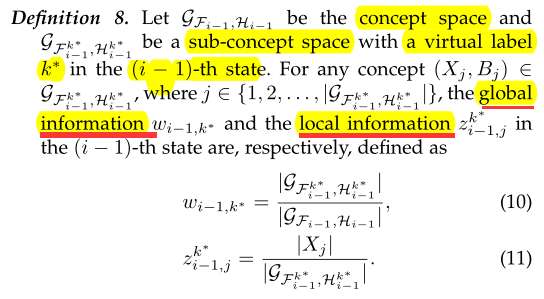 Definition 8. Let $\mathcal{G}_{\mathcal{F}_{i-1},\mathcal{H}_{i-1}}$ be the concept space and
$\mathcal{G}_{\mathcal{F}_{i-1}^{k^*},\mathcal{H}_{i-1}^{k^*}}$ be a sub-concept space with a virtual label
$k^*$ in the $(i-1)$-th state. For any concept $(X_j, B_j) \in$
$\mathcal{G}_{\mathcal{F}_{i-1}^{k^*},\mathcal{H}_{i-1}^{k^*}}$, where $j \in \{1, 2, \ldots, |\mathcal{G}_{\mathcal{F}_{i-1}^{k^*},\mathcal{H}_{i-1}^{k^*}}|\}$, the global
information $w_{i-1,k^*}$ and the local information $z_{i-1,j}^{k^*}$ in
the $(i-1)$-th state are, respectively, defined as
$w_{i-1,k^*} = \frac{|\mathcal{G}_{\mathcal{F}_{i-1}^{k^*},\mathcal{H}_{i-1}^{k^*}}|}{|\mathcal{G}_{\mathcal{F}_{i-1},\mathcal{H}_{i-1}}|},$ (10)
$z_{i-1,j}^{k^*} = \frac{|X_j|}{|\mathcal{G}_{\mathcal{F}_{i-1}^{k^*},\mathcal{H}_{i-1}^{k^*}}|}.$ (11)